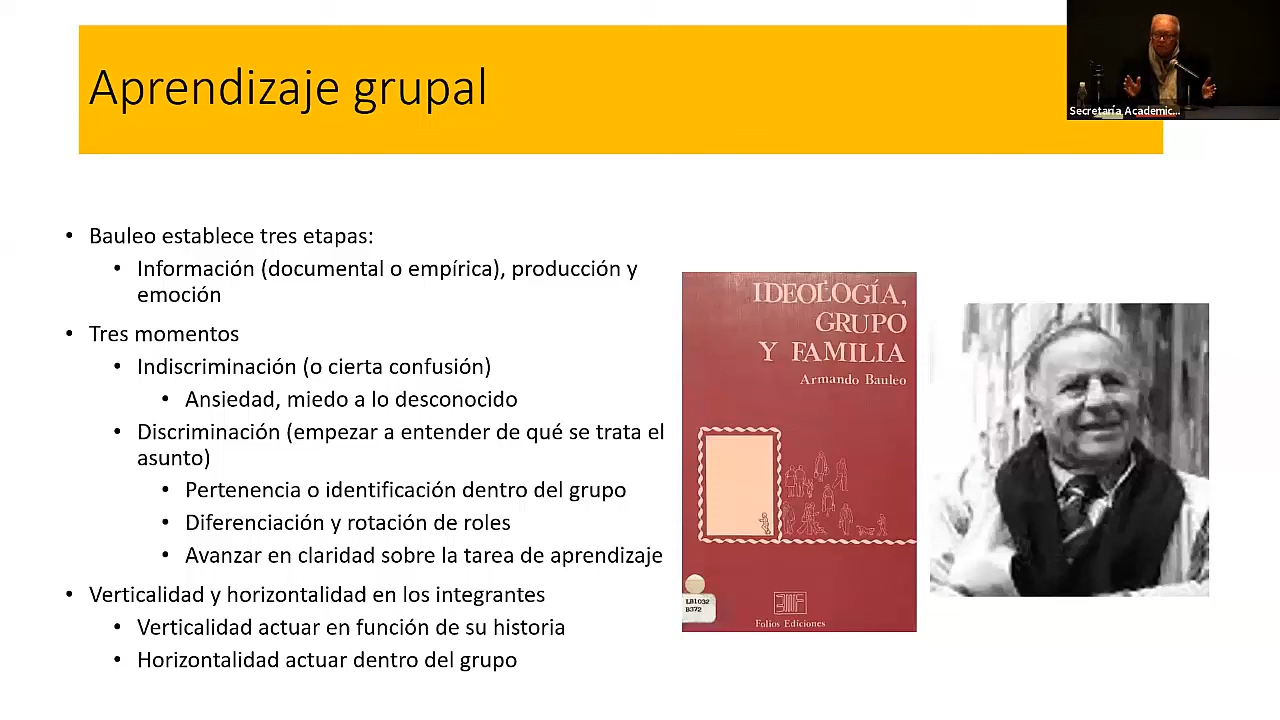 Aprendizaje grupal
Secretaría Academic...
• Bauleo establece tres etapas:
• Información (documental o empírica), producción y
emoción
• Tres momentos
• Indiscriminación (o cierta confusión)
• Ansiedad, miedo a lo desconocido
• Discriminación (empezar a entender de qué se trata el
asunto)
• Pertenencia o identificación dentro del grupo
• Diferenciación y rotación de roles
• Avanzar en claridad sobre la tarea de aprendizaje
• Verticalidad y horizontalidad en los integrantes
• Verticalidad actuar en función de su historia
• Horizontalidad actuar dentro del grupo
IDEOLOGÍA,
GRUPO
Y FAMILIA
Armando Bauleo
LB1032
B372
Folios Ediciones